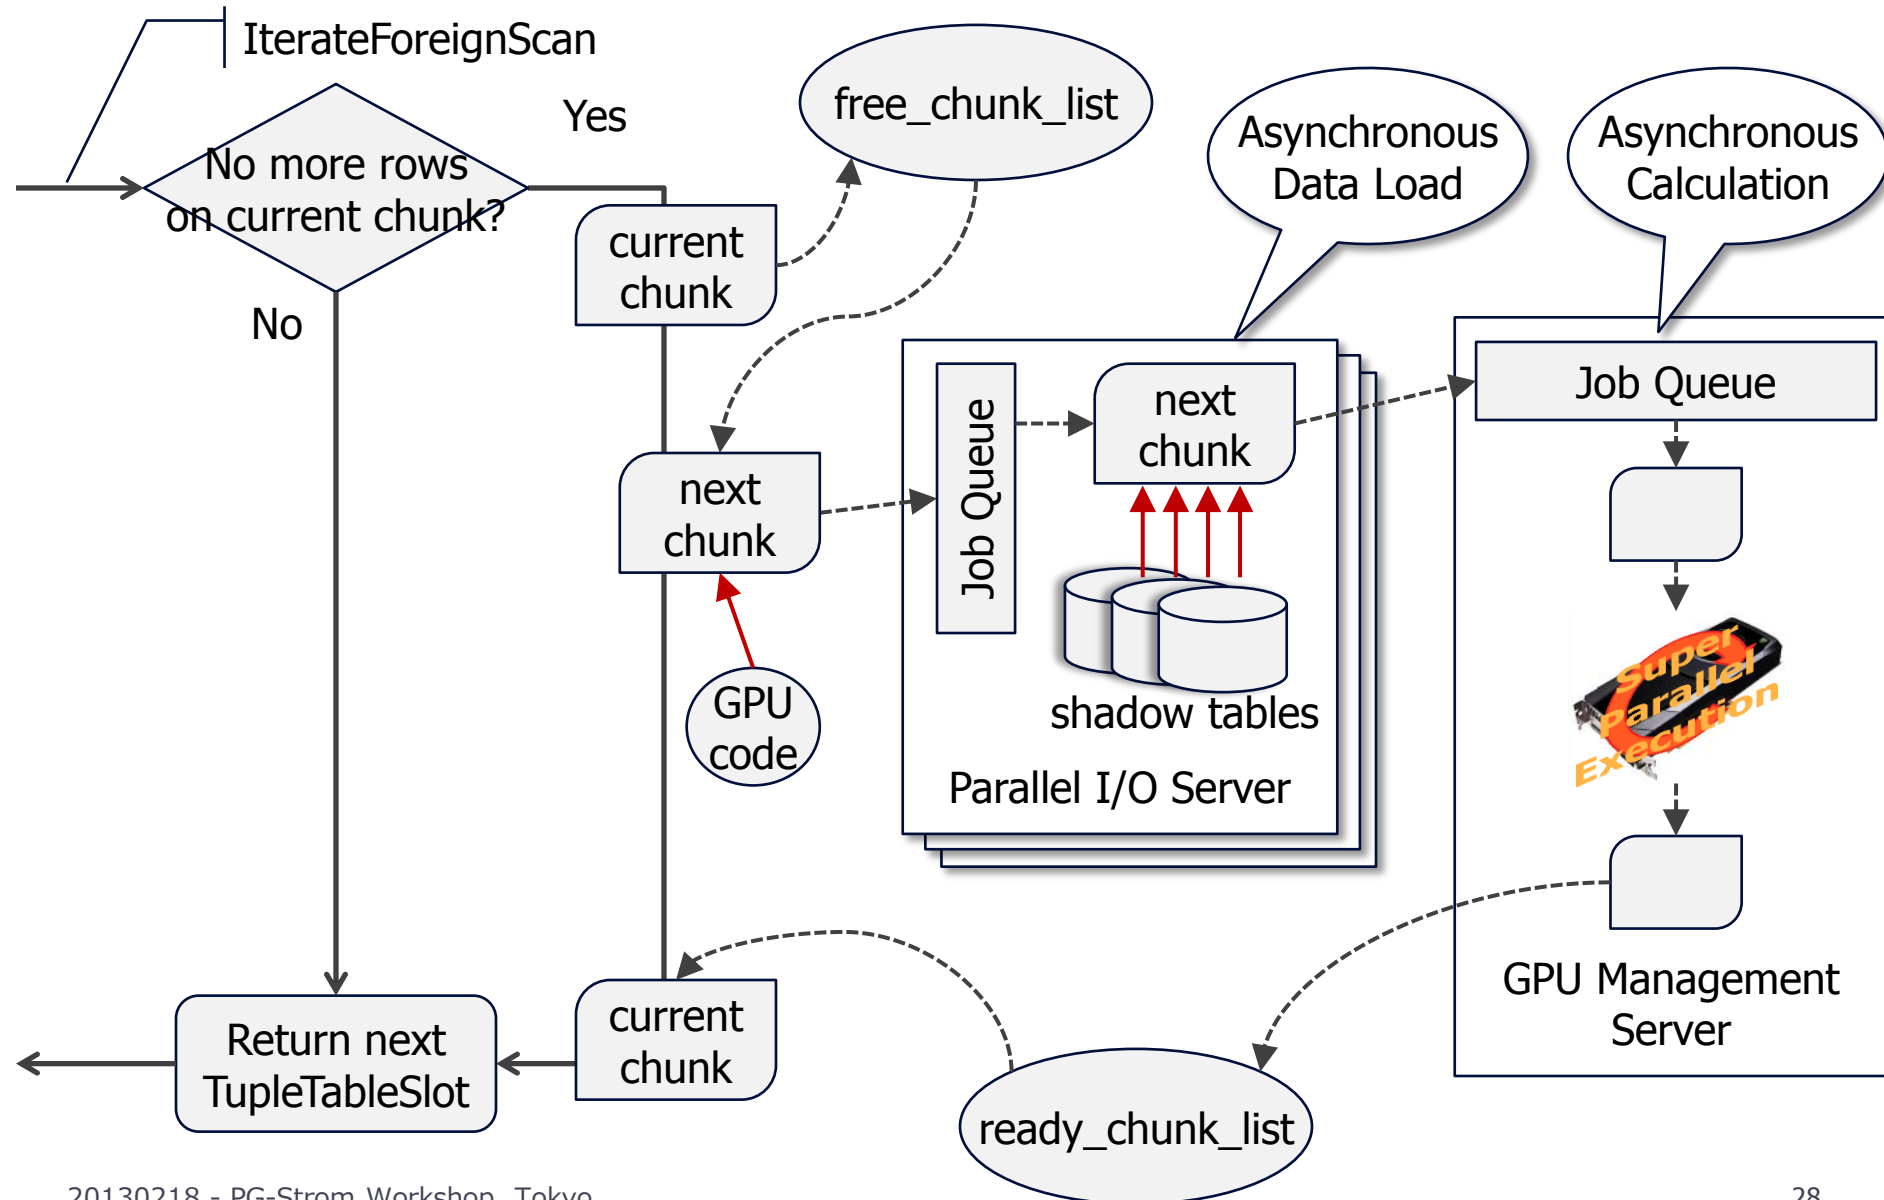 IterateForeignScan
No more rows
on current chunk?
Yes
No
free_chunk_list
current
chunk
Asynchronous
Data Load
Asynchronous
Calculation
next
chunk
GPU
code
Job Queue
next
chunk
shadow tables
Parallel I/O Server
Job Queue
Super
Parallel
Execution
GPU Management
Server
current
chunk
Return next
TupleTableSlot
ready_chunk_list
20130218 - PG-Strom Workshop, Tokyo
28